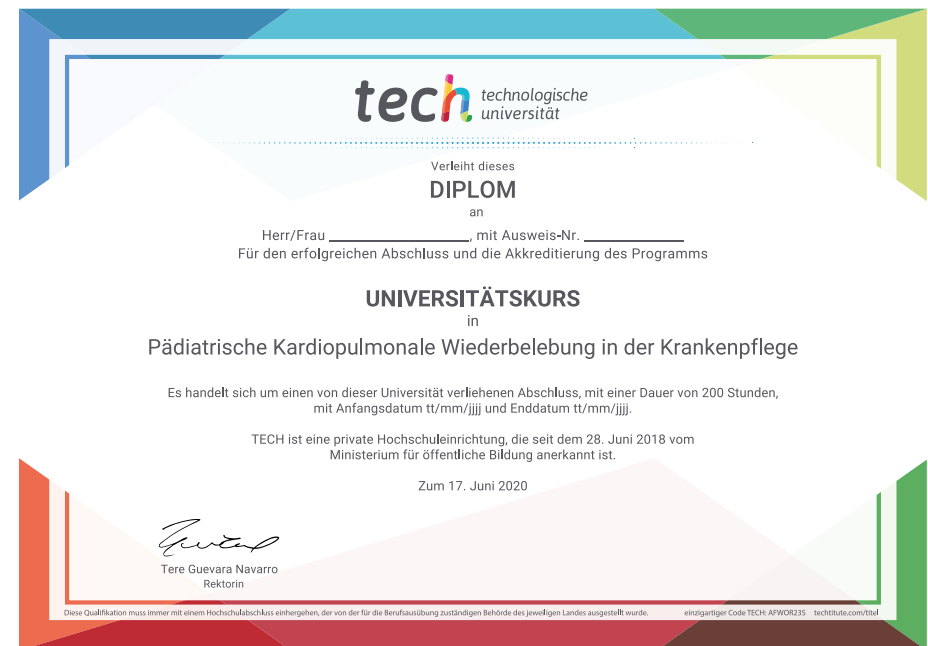 tech technologische
universität
Verleiht dieses
DIPLOM
an
Herr/Frau ____________________, mit Ausweis-Nr. ______________
Für den erfolgreichen Abschluss und die Akkreditierung des Programms
UNIVERSITÄTSKURS
in
Pädiatrische Kardiopulmonale Wiederbelebung in der Krankenpflege
Es handelt sich um einen von dieser Universität verliehenen Abschluss, mit einer Dauer von 200 Stunden,
mit Anfangsdatum tt/mm/jjjj und Enddatum tt/mm/jjjj.
TECH ist eine private Hochschuleinrichtung, die seit dem 28. Juni 2018 vom
Ministerium für öffentliche Bildung anerkannt ist.
Zum 17. Juni 2020
Tere Guevara Navarro
Rektorin
Diese Qualifikation muss immer mit einem Hochschulabschluss einhergehen, der von der für die Berufsausübung zuständigen Behörde des jeweiligen Landes ausgestellt wurde. einzigartiger Code TECH: AFWOR23S techtitute.com/titel